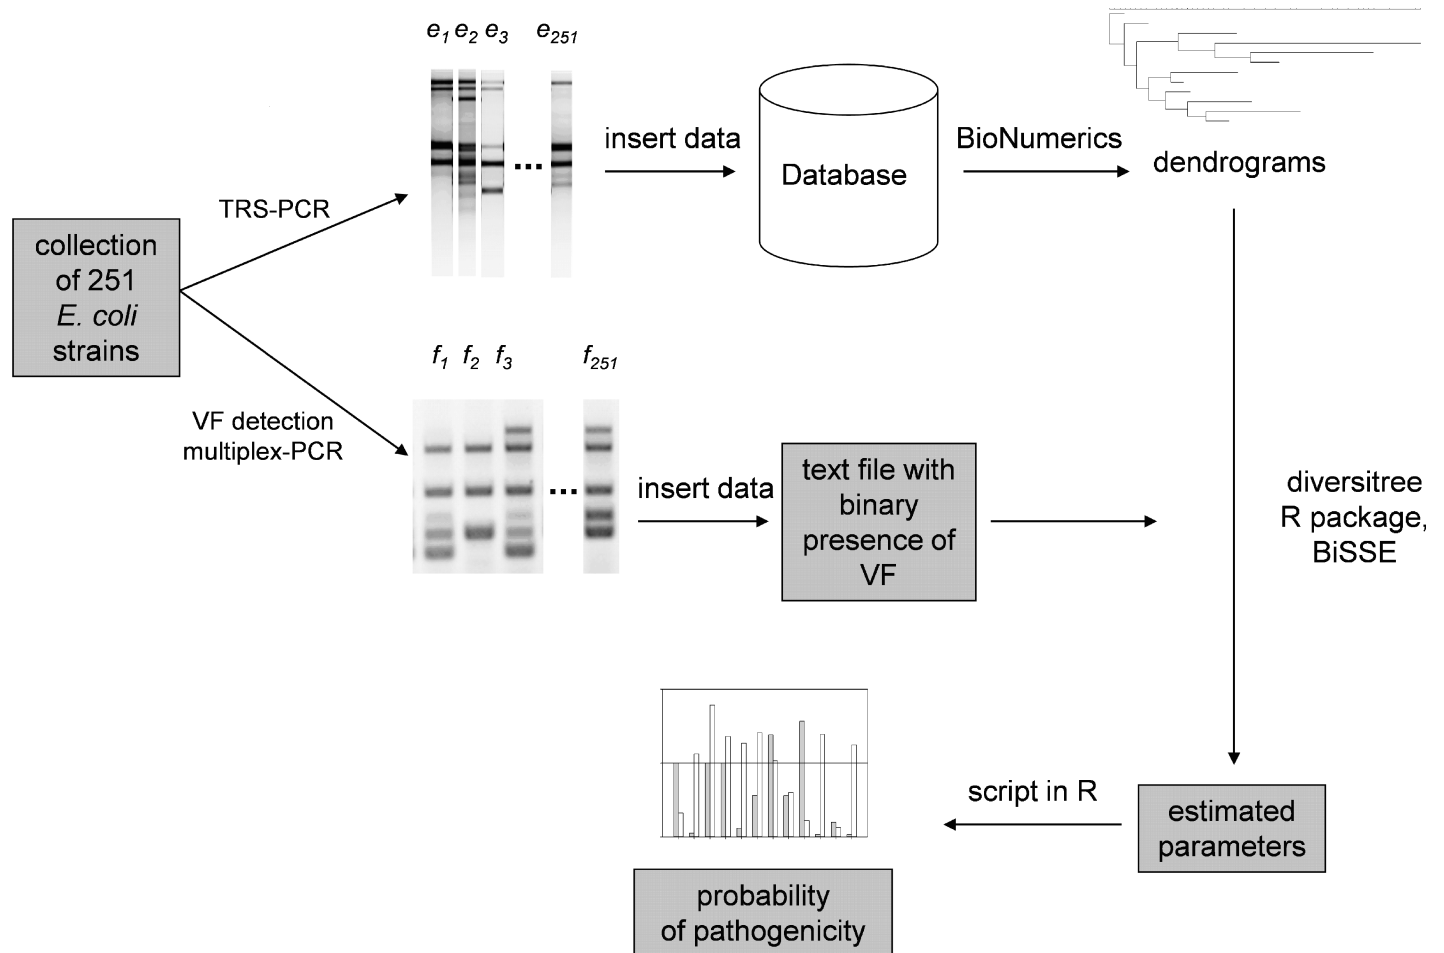 e1 e2 e3 e251
TRS-PCR
insert data
Database
BioNumerics
dendrograms
collection
of 251
E. coli
strains
f1 f2 f3 f251
VF detection
multiplex-PCR
insert data
text file with
binary
presence of
VF
diversitree
R package,
BiSSE
script in R
estimated
parameters
probability
of pathogenicity